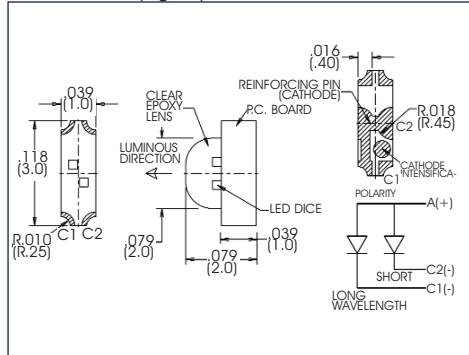 .039
(1.0)
.118
(3.0)
R.010
(R.25)
C1 C2
CLEAR
EPOXY
LENS
P.C. BOARD
LUMINOUS
DIRECTION
LED DICE
.079
(2.0)
.079
(2.0)
.039
(1.0)
.016
(.40)
REINFORCING PIN
(CATHODE)
C2
R.018
(R.45)
CATHODE
INTENSIFICA-
C1
POLARITY
A(+)
C2(-)
SHORT
C1(-)
LONG
WAVELENGTH